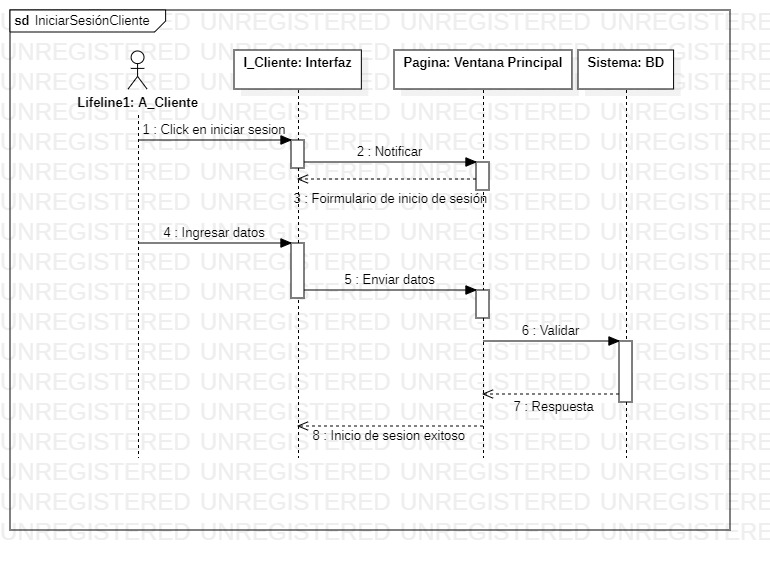 sd IniciarSesiónCliente
I_Cliente: Interfaz
Pagina: Ventana Principal
Sistema: BD
Lifeline1: A_Cliente
1 : Click en iniciar sesion
2 : Notificar
3 : Foirmulario de inicio de sesión
4 : Ingresar datos
5 : Enviar datos
6 : Validar
7 : Respuesta
8 : Inicio de sesion exitoso
UNREGISTERED UNREGISTERED UNREGISTERED UNREGISTERED